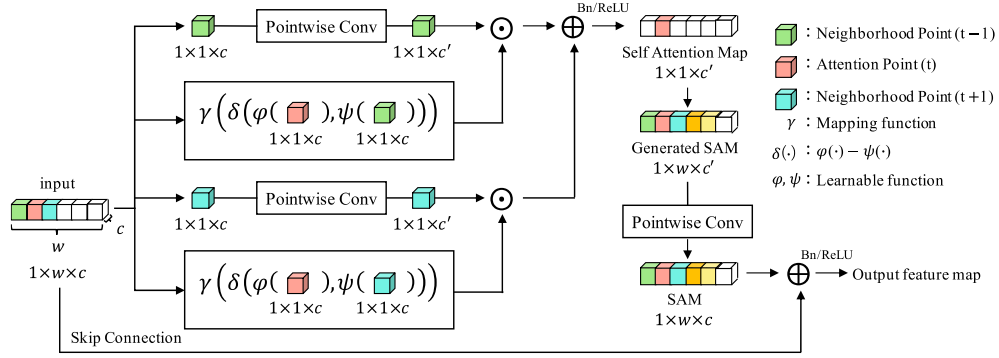 Pointwise Conv
1×1×c
1×1×c′
γ(δ(φ( ),ψ( )))
1×1×c 1×1×c
Bn/ReLU
Self Attention Map
1×1×c′
Generated SAM
1×w×c′
Pointwise Conv
SAM
1×w×c
Bn/ReLU
Output feature map
: Neighborhood Point (t−1)
: Attention Point (t)
: Neighborhood Point (t+1)
γ : Mapping function
δ(·) : φ(·) − ψ(·)
φ, ψ : Learnable function
input
c
w
1×w×c
Pointwise Conv
1×1×c
1×1×c′
γ(δ(φ( ),ψ( )))
1×1×c 1×1×c
Skip Connection